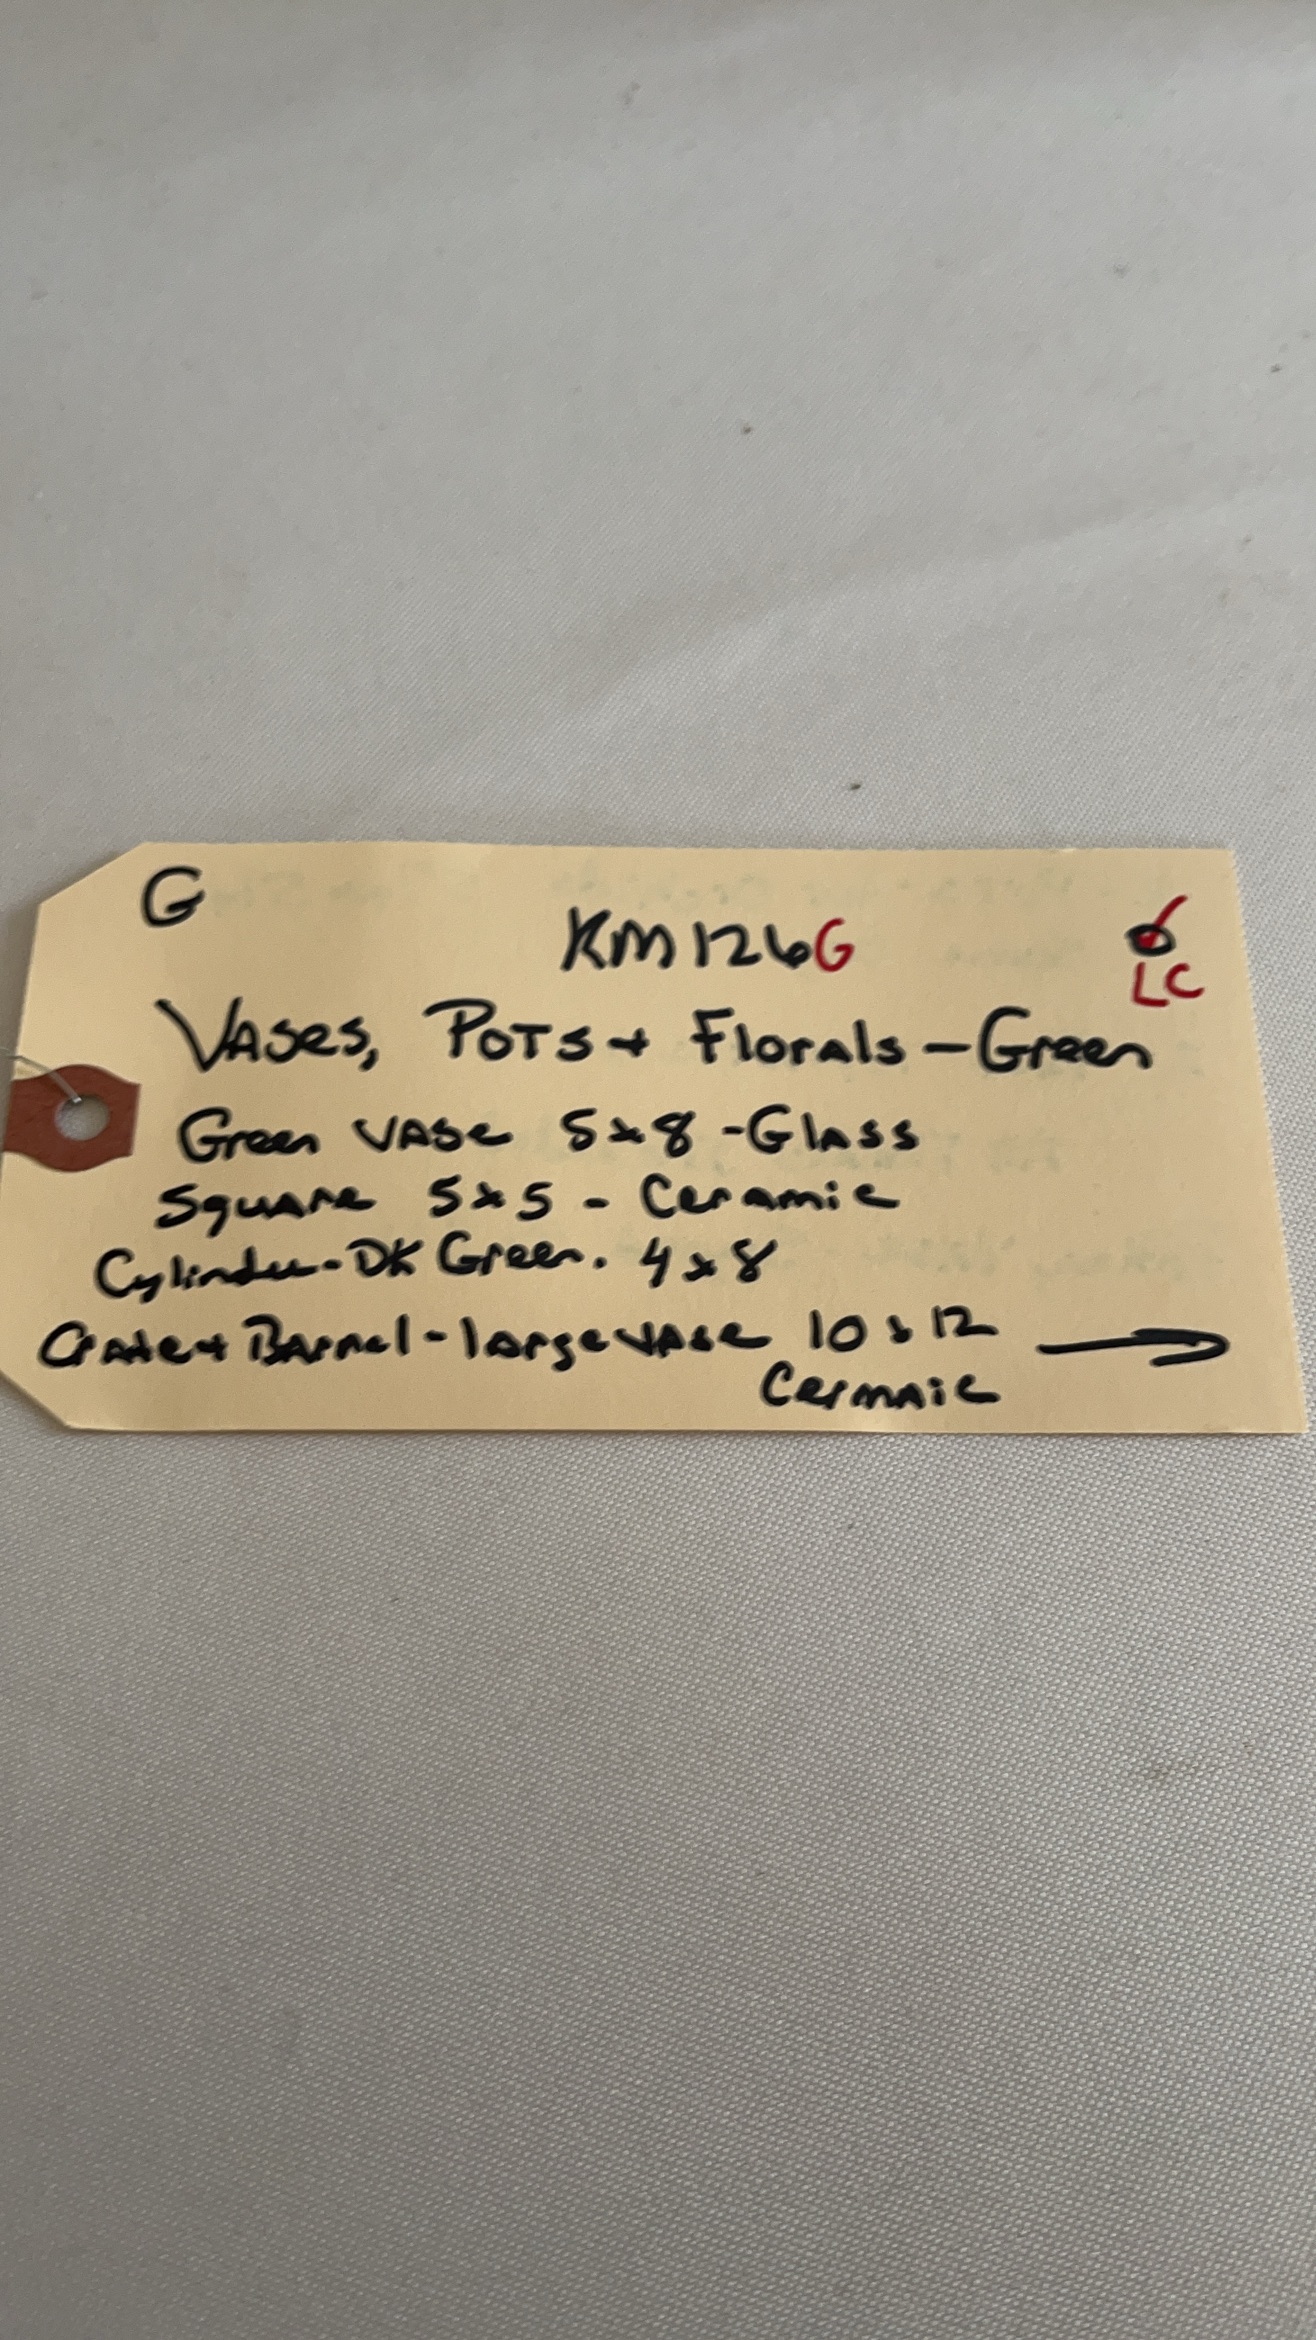 G
KM126G
LC
Vases, Pots + Florals - Green
Green vase 5x8 - Glass
Square 5x5 - Ceramic
Cylinder - DK Green. 4x8
Crate + Barrel - large vase 10x12
Cermaic